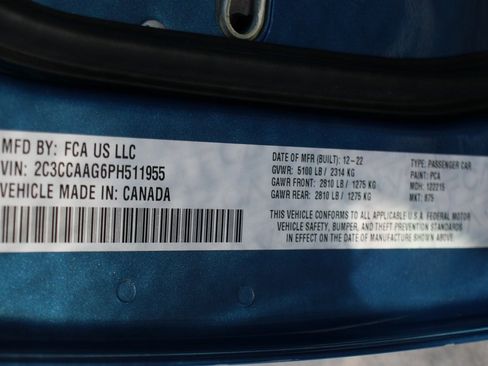 MFD BY: FCA US LLC
VIN: 2C3CCAAG6PH511955
VEHICLE MADE IN: CANADA
DATE OF MFR (BUILT): 12-22
GVWR: 5100 LB / 2314 KG
GAWR FRONT: 2810 LB / 1275 KG
GAWR REAR: 2810 LB / 1275 KG
TYPE: PASSENGER CAR
PAINT: PCA
MDH: 122215
MKT: 875
THIS VEHICLE CONFORMS TO ALL APPLICABLE U.S.A. FEDERAL MOTOR
VEHICLE SAFETY, BUMPER, AND THEFT PREVENTION STANDARDS
IN EFFECT ON THE DATE OF MANUFACTURE SHOWN ABOVE.